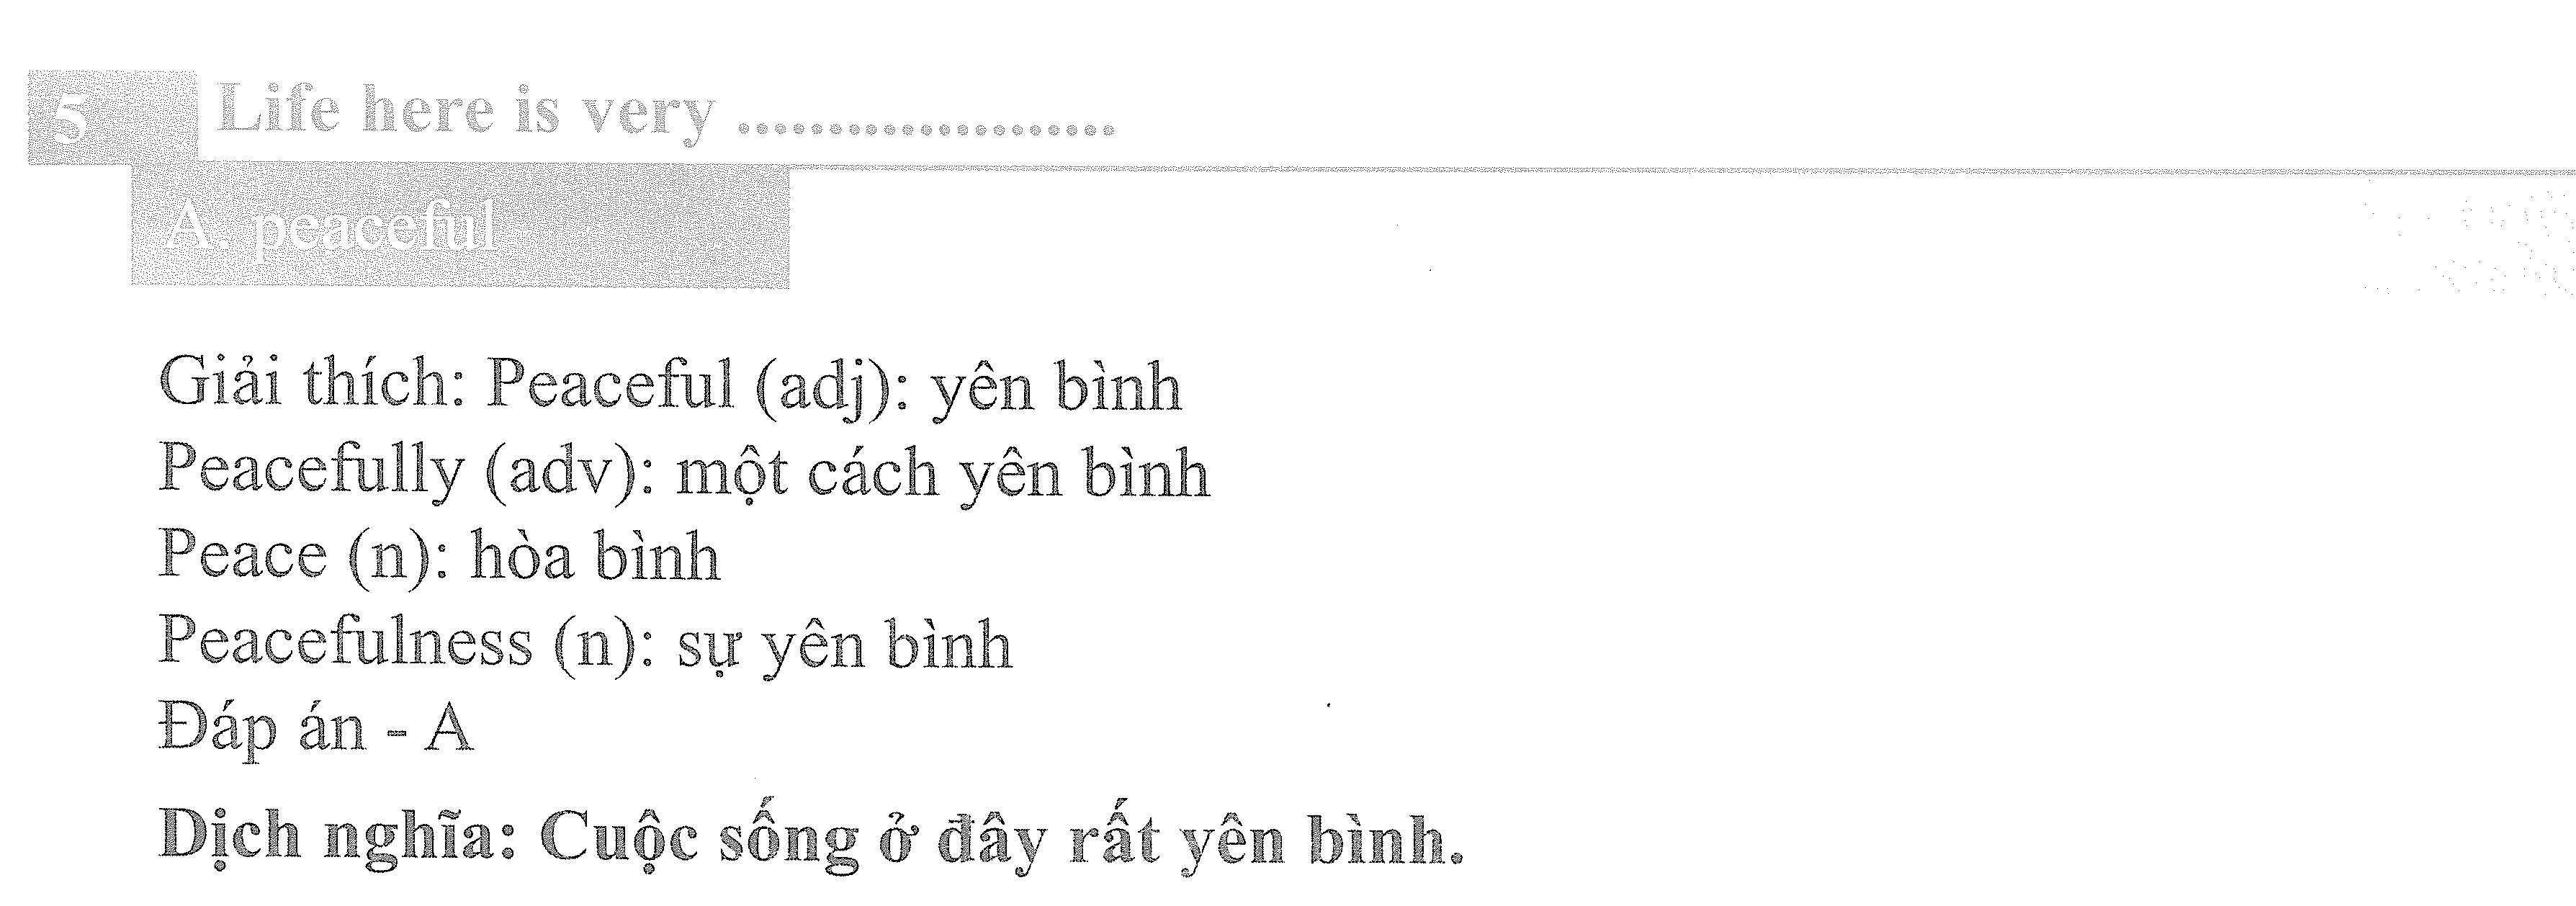 5 Life here is very .....................
A. peaceful
Giải thích: Peaceful (adj): yên bình
Peacefully (adv): một cách yên bình
Peace (n): hòa bình
Peacefulness (n): sự yên bình
Đáp án - A
Dịch nghĩa: Cuộc sống ở đây rất yên bình.